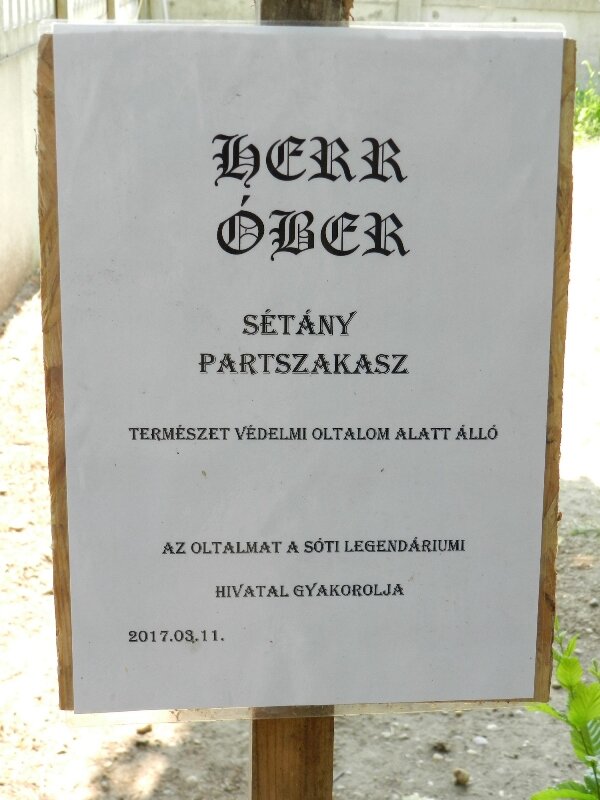 HERR
ÓBER
SÉTÁNY
PARTSZAKASZ
TERMÉSZET VÉDELMI OLTALOM ALATT ÁLLÓ
AZ OLTALMAT A SÓTI LEGENDÁRIUMI
HIVATAL GYAKOROLJA
2017.03.11.